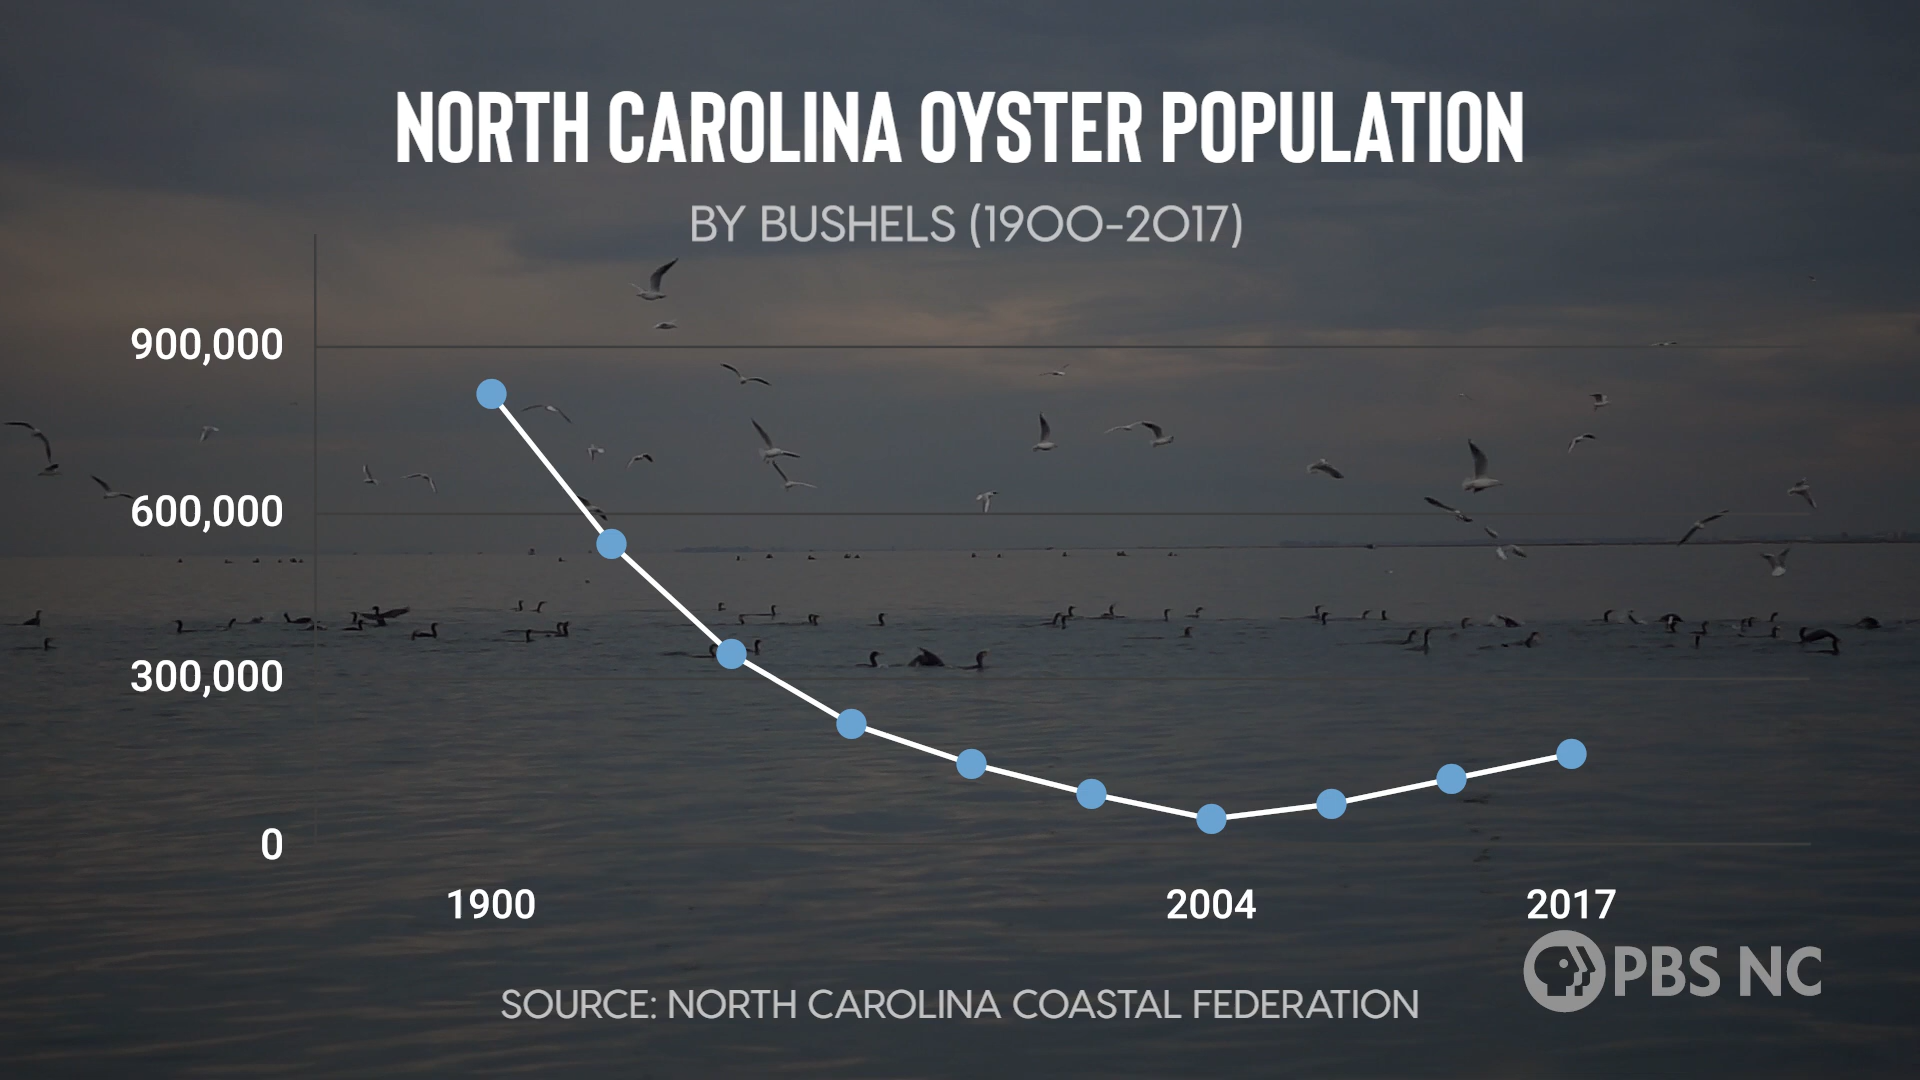 NORTH CAROLINA OYSTER POPULATION
BY BUSHELS (1900-2017)
900,000
600,000
300,000
0
1900 2004 2017
PBS NC
SOURCE: NORTH CAROLINA COASTAL FEDERATION